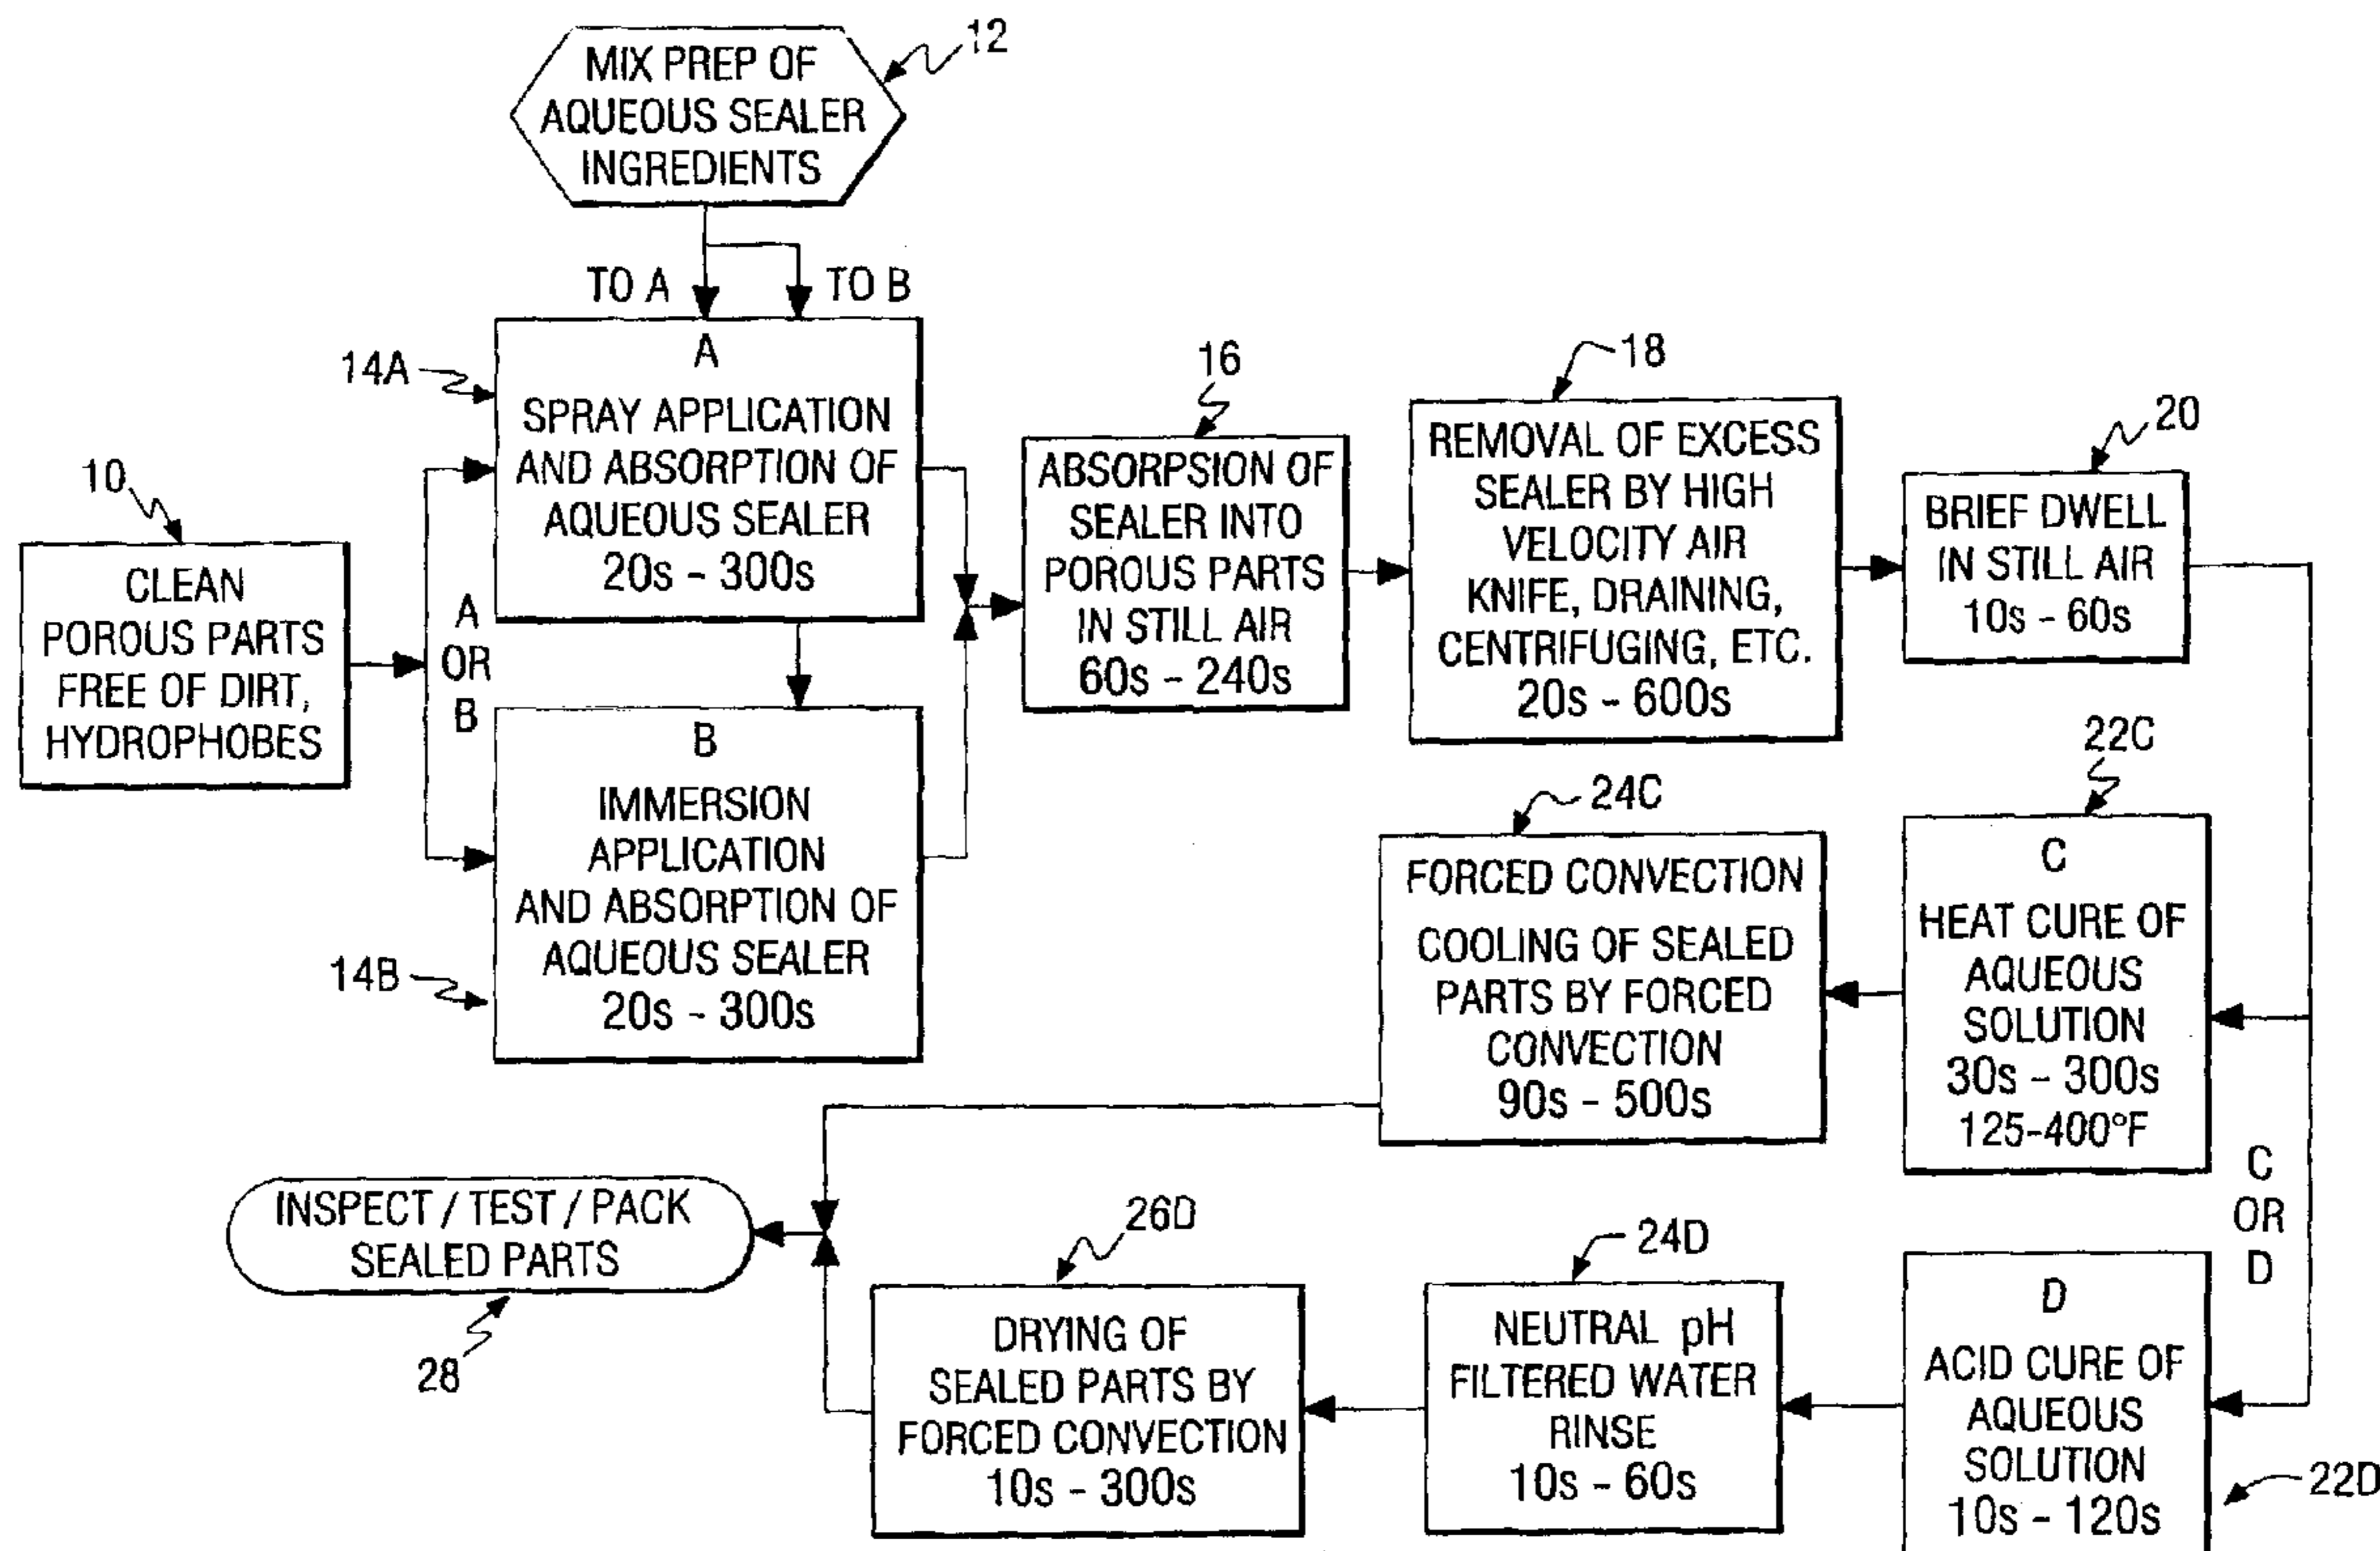 12
MIX PREP OF
AQUEOUS SEALER
INGREDIENTS
TO A
TO B
14A
A
SPRAY APPLICATION
AND ABSORPTION OF
AQUEOUS SEALER
20s - 300s
10
CLEAN
POROUS PARTS
FREE OF DIRT,
HYDROPHOBES
A
OR
B
14B
B
IMMERSION
APPLICATION
AND ABSORPTION OF
AQUEOUS SEALER
20s - 300s
16
ABSORPSION OF
SEALER INTO
POROUS PARTS
IN STILL AIR
60s - 240s
18
REMOVAL OF EXCESS
SEALER BY HIGH
VELOCITY AIR
KNIFE, DRAINING,
CENTRIFUGING, ETC.
20s - 600s
20
BRIEF DWELL
IN STILL AIR
10s - 60s
22C
C
HEAT CURE OF
AQUEOUS
SOLUTION
30s - 300s
125-400°F
24C
FORCED CONVECTION
COOLING OF SEALED
PARTS BY FORCED
CONVECTION
90s - 500s
C
OR
D
D
ACID CURE OF
AQUEOUS
SOLUTION
10s - 120s
22D
24D
NEUTRAL pH
FILTERED WATER
RINSE
10s - 60s
26D
DRYING OF
SEALED PARTS BY
FORCED CONVECTION
10s - 300s
INSPECT / TEST / PACK
SEALED PARTS
28